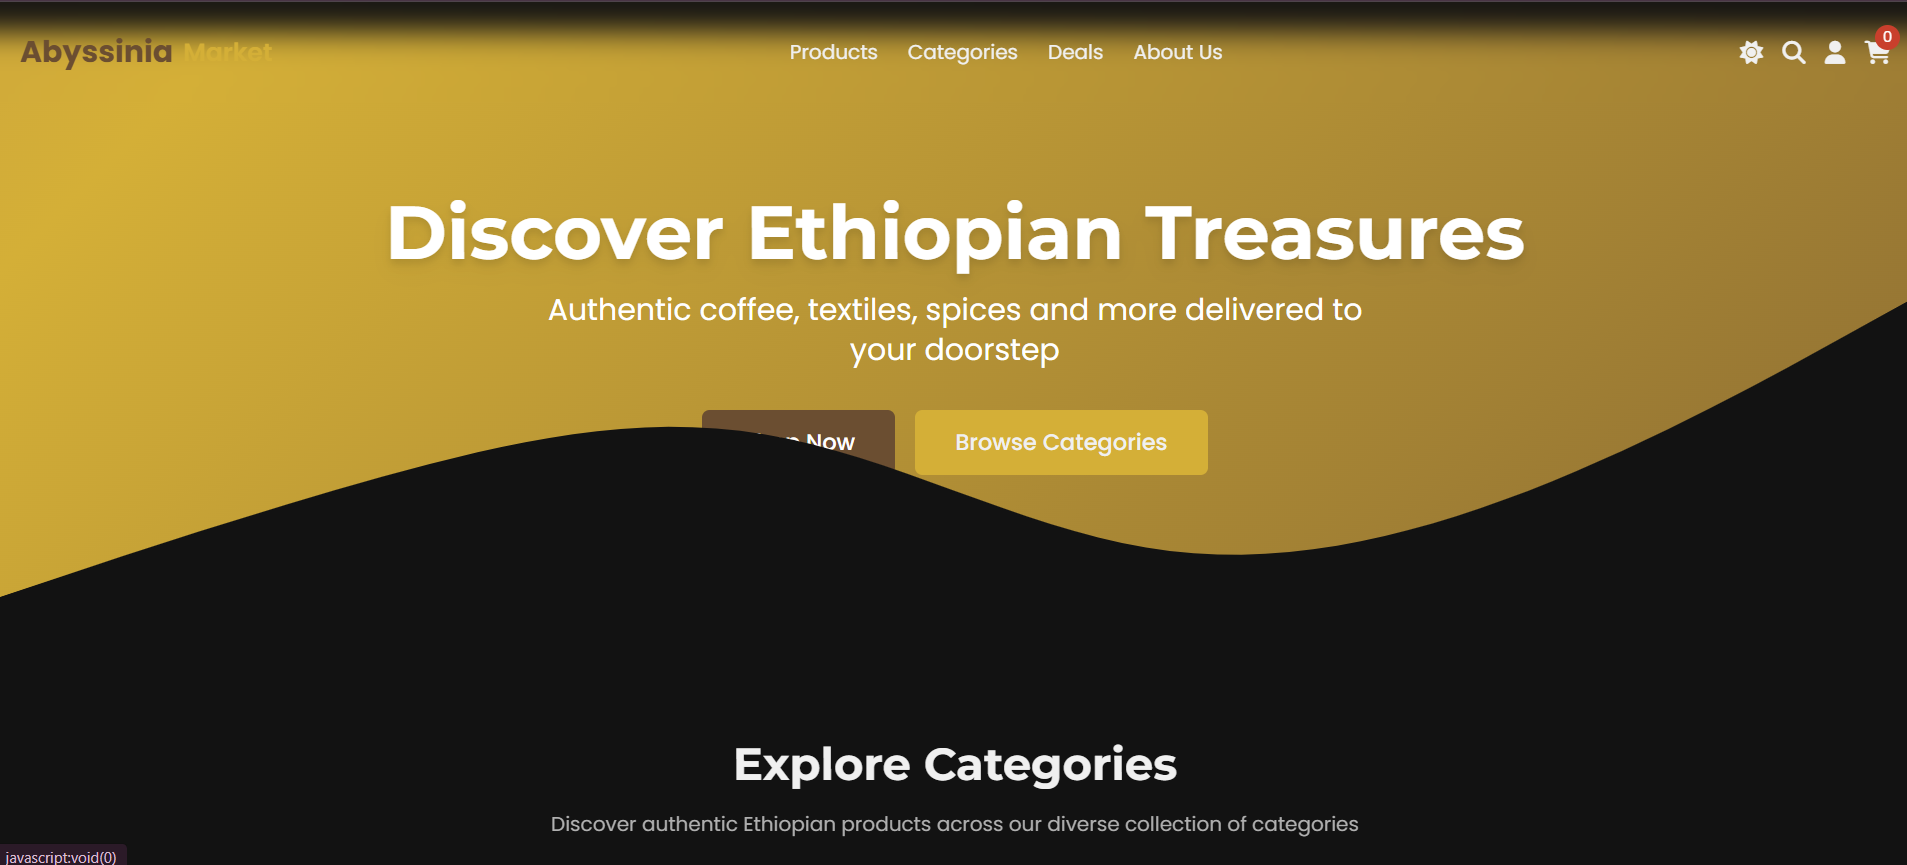 Abyssinia Market
Products
Categories
Deals
About Us
0
Discover Ethiopian Treasures
Authentic coffee, textiles, spices and more delivered to
your doorstep
Now
Browse Categories
Explore Categories
Discover authentic Ethiopian products across our diverse collection of categories
javascript:void(0)